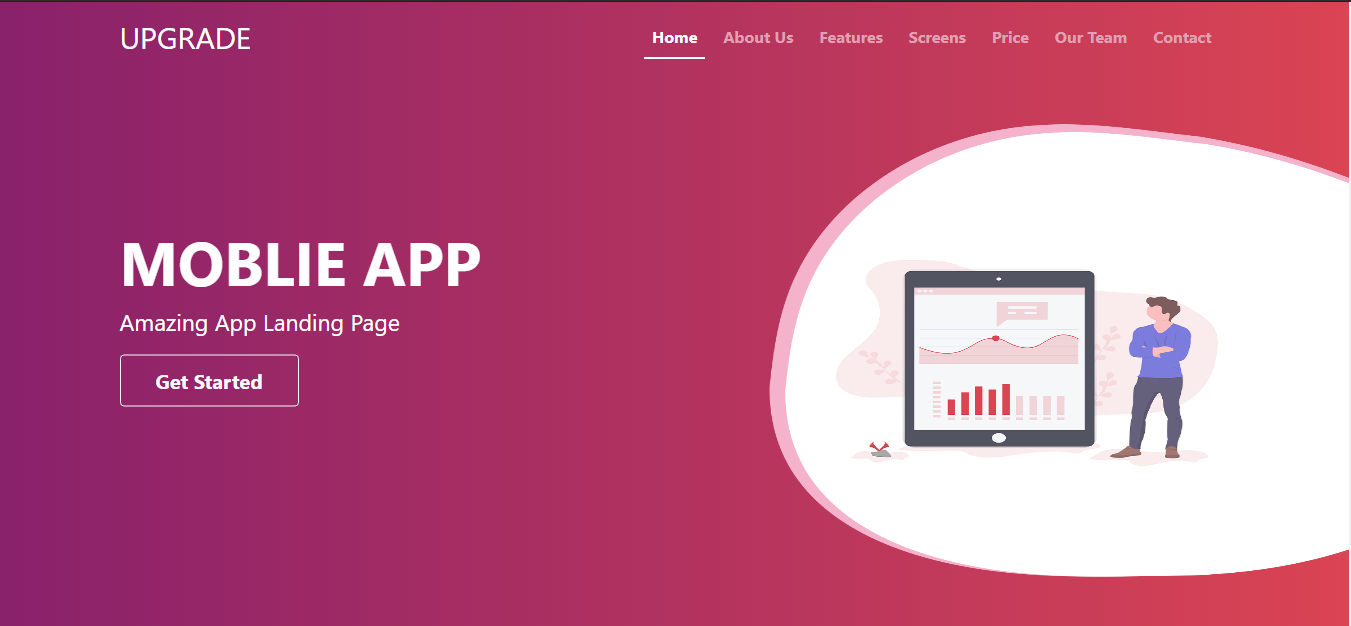 UPGRADE
Home About Us Features Screens Price Our Team Contact
MOBLIE APP
Amazing App Landing Page
Get Started